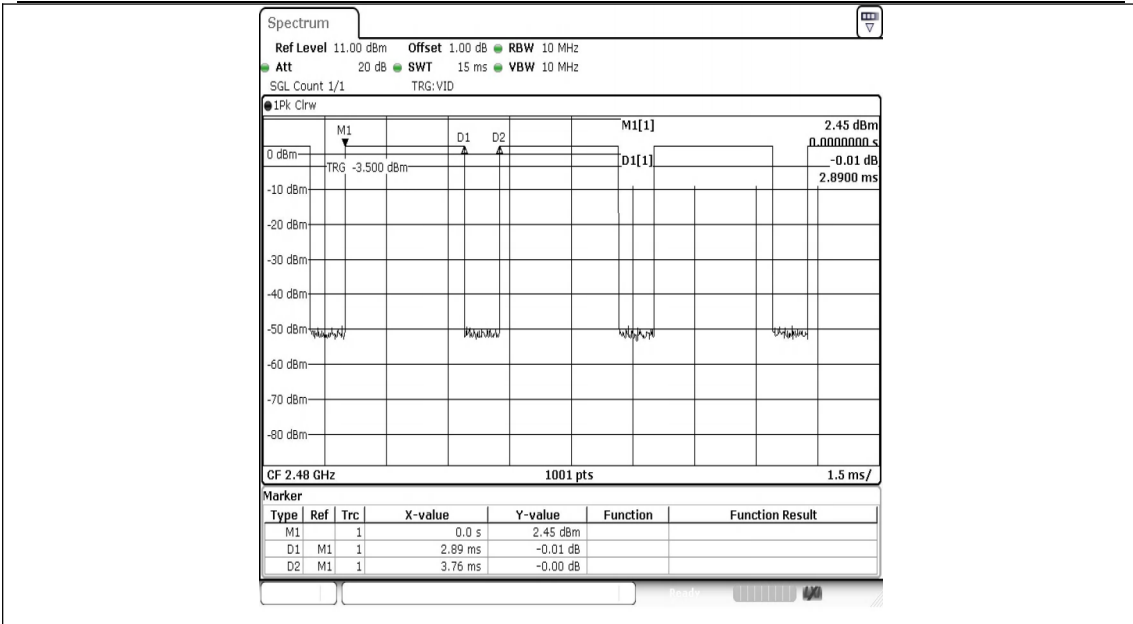 Spectrum
Ref Level 11.00 dBm Offset 1.00 dB RBW 10 MHz
Att 20 dB SWT 15 ms VBW 10 MHz
SGL Count 1/1 TRG:VID
1Pk Clrw
M1[1] 2.45 dBm
0.0000000 s
D1[1] -0.01 dB
2.8900 ms
M1
D1 D2
0 dBm
TRG -3.500 dBm
-10 dBm
-20 dBm
-30 dBm
-40 dBm
-50 dBm
-60 dBm
-70 dBm
-80 dBm
CF 2.48 GHz 1001 pts 1.5 ms/
Marker
Type Ref Trc X-value Y-value Function Function Result
M1 1 0.0 s 2.45 dBm
D1 M1 1 2.89 ms -0.01 dB
D2 M1 1 3.76 ms -0.00 dB
Ready